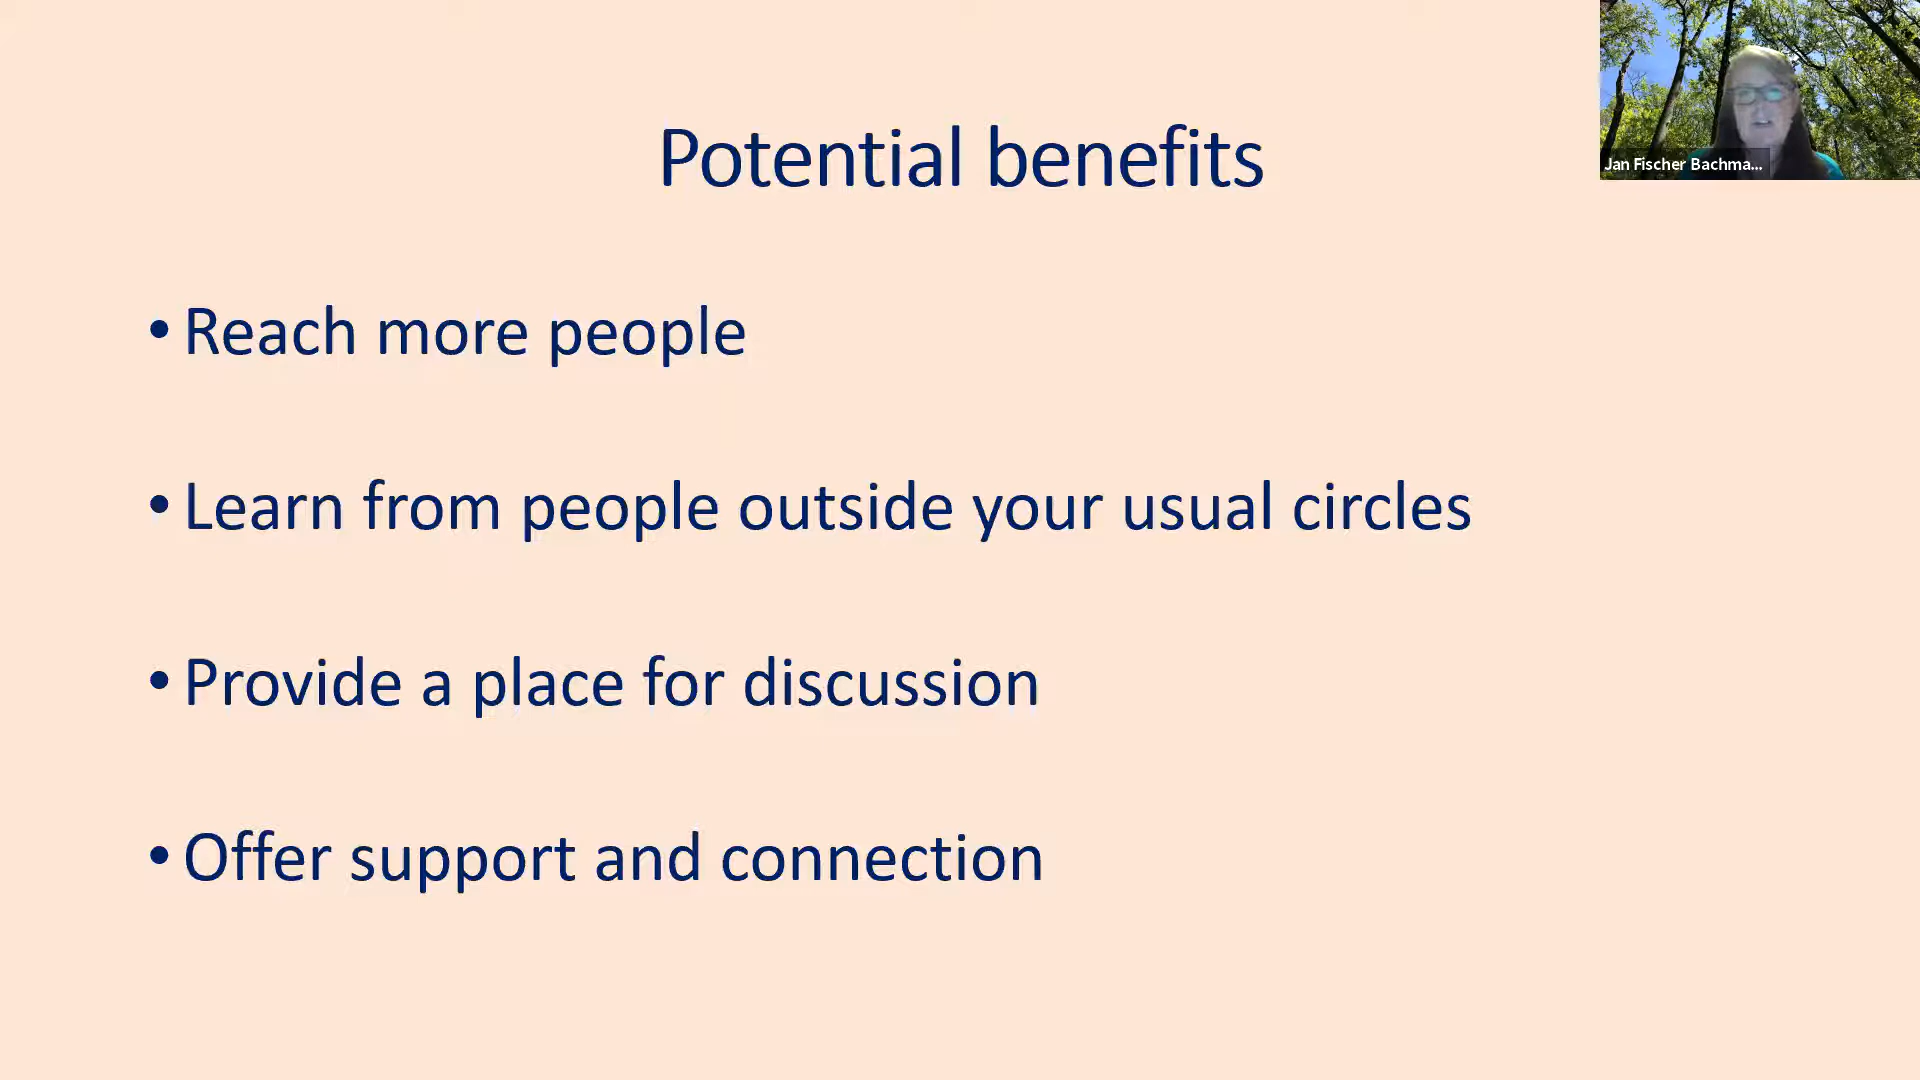 Potential benefits
Jan Fischer Bachma...
• Reach more people
• Learn from people outside your usual circles
• Provide a place for discussion
• Offer support and connection